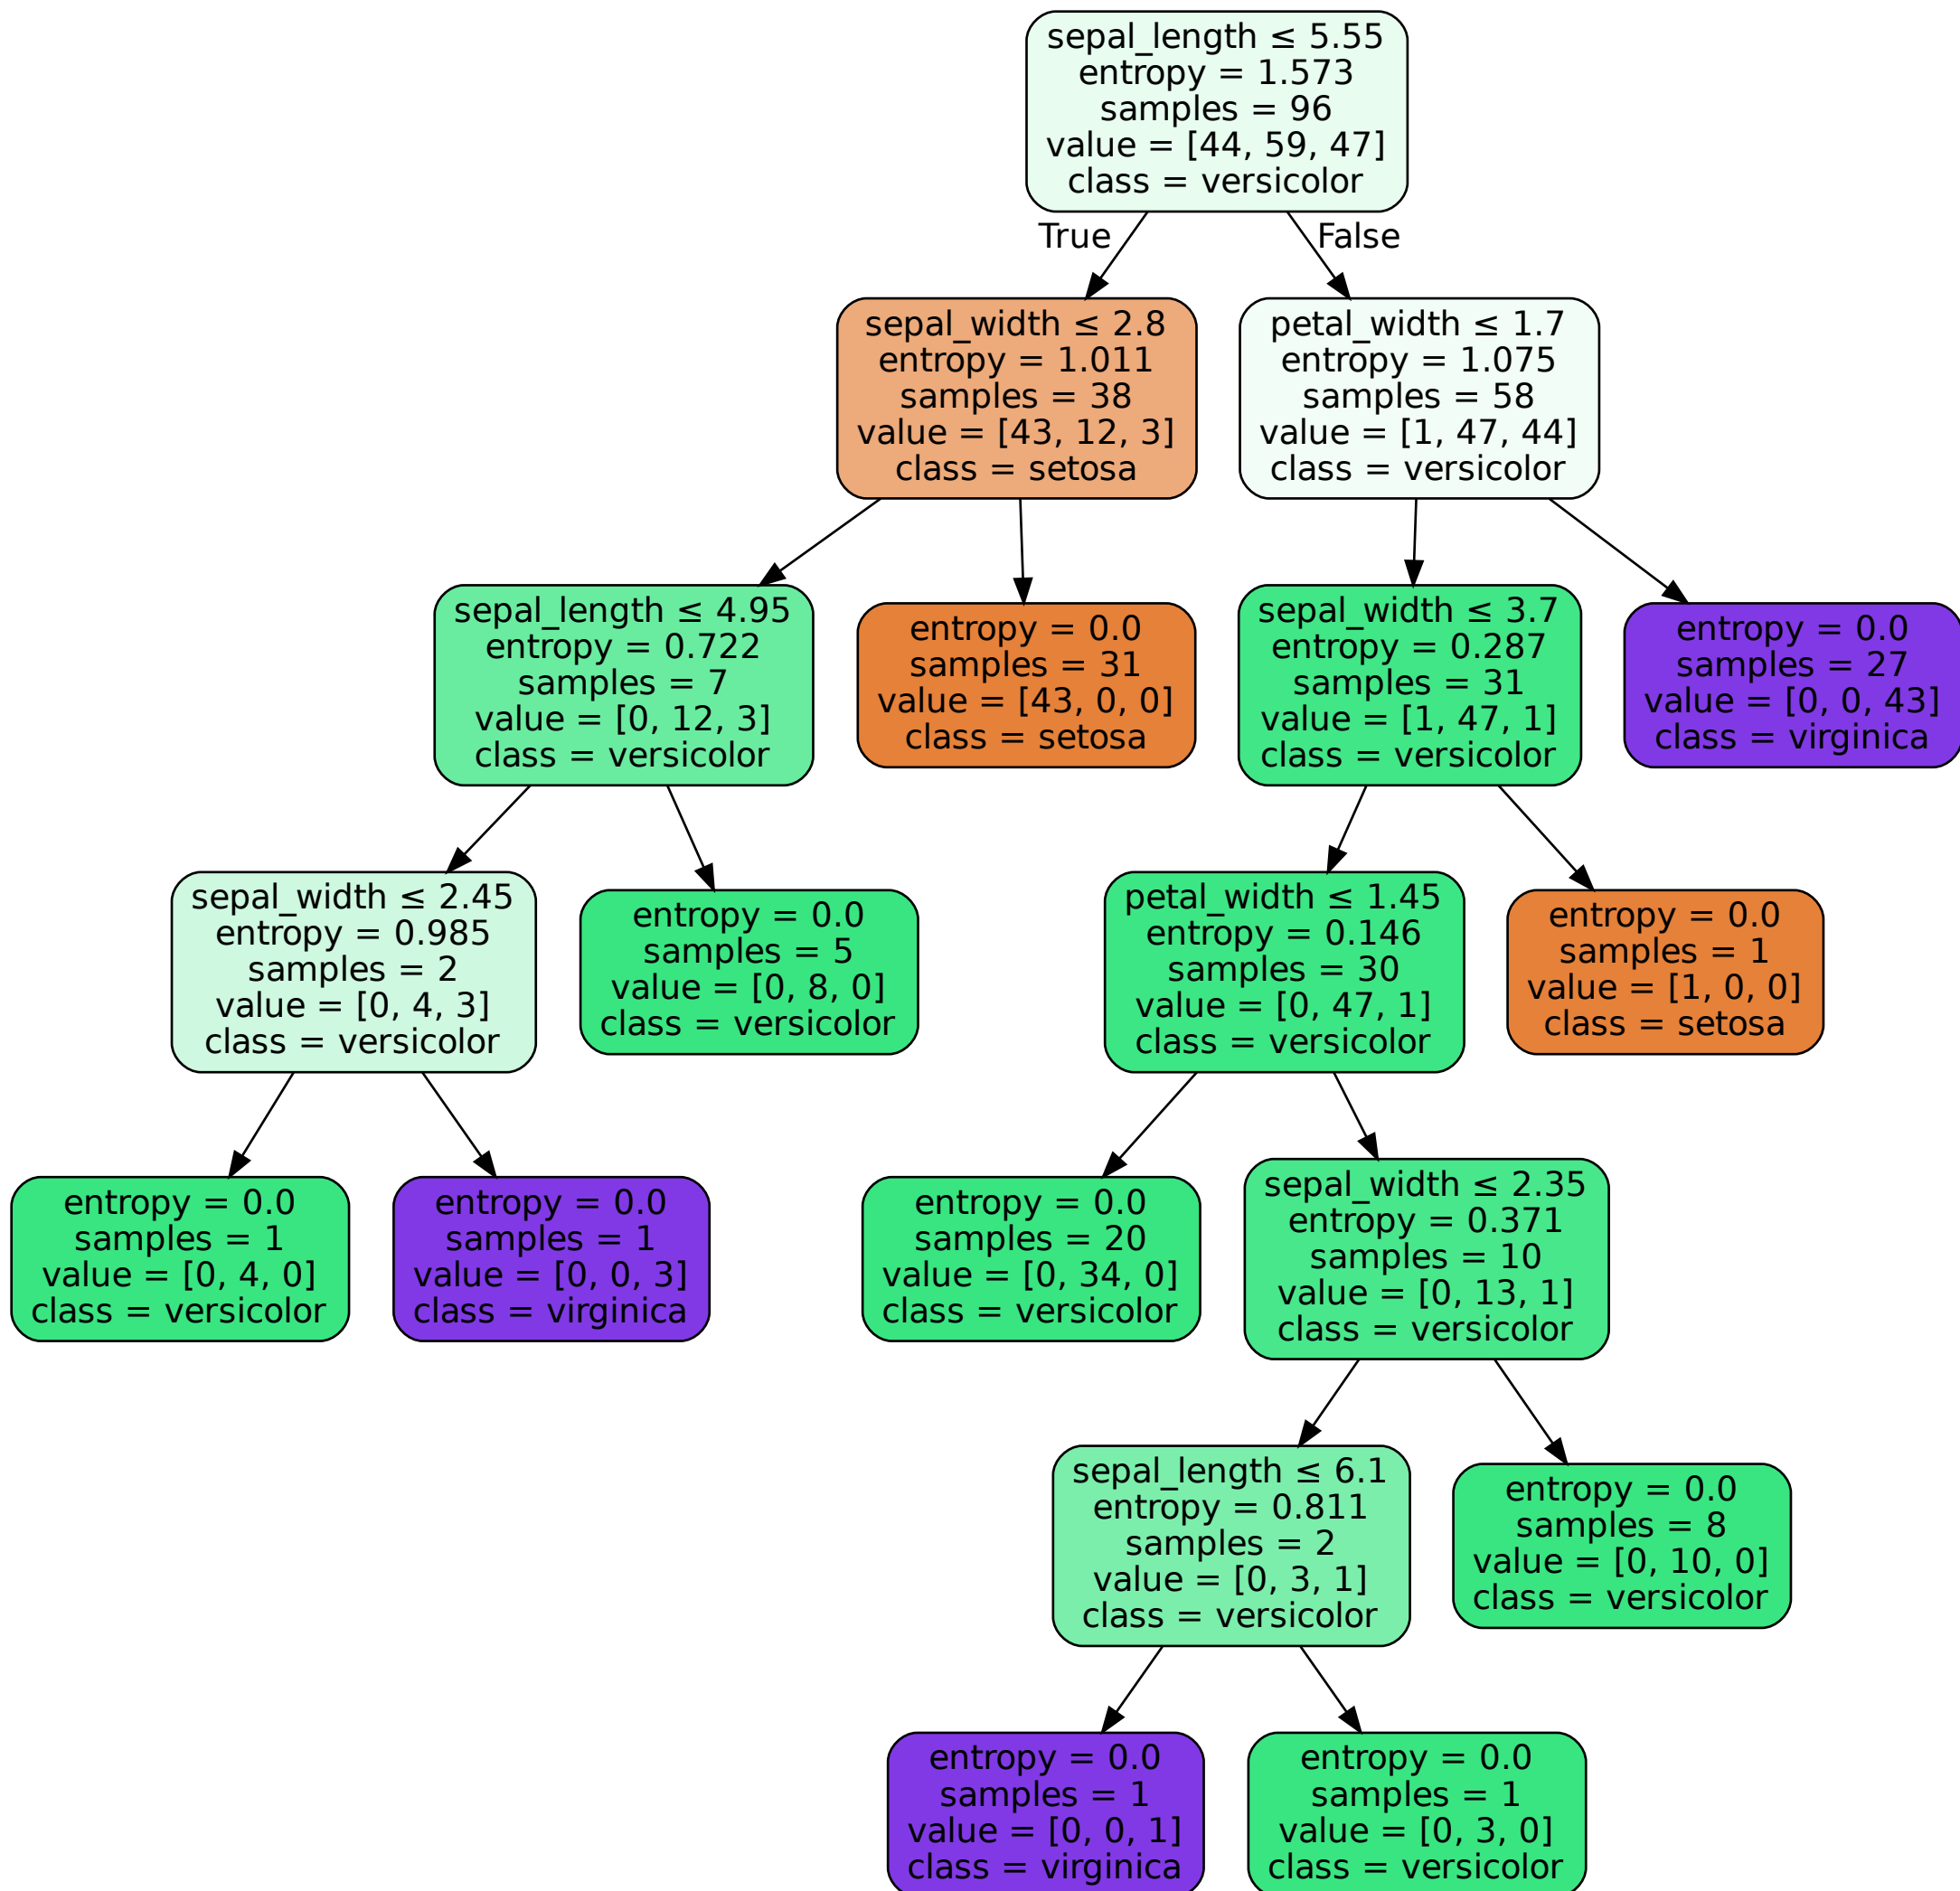 sepal_length ≤ 5.55
entropy = 1.573
samples = 96
value = [44, 59, 47]
class = versicolor
True
False
sepal_width ≤ 2.8
entropy = 1.011
samples = 38
value = [43, 12, 3]
class = setosa
petal_width ≤ 1.7
entropy = 1.075
samples = 58
value = [1, 47, 44]
class = versicolor
sepal_length ≤ 4.95
entropy = 0.722
samples = 7
value = [0, 12, 3]
class = versicolor
entropy = 0.0
samples = 31
value = [43, 0, 0]
class = setosa
sepal_width ≤ 3.7
entropy = 0.287
samples = 31
value = [1, 47, 1]
class = versicolor
entropy = 0.0
samples = 27
value = [0, 0, 43]
class = virginica
sepal_width ≤ 2.45
entropy = 0.985
samples = 2
value = [0, 4, 3]
class = versicolor
entropy = 0.0
samples = 5
value = [0, 8, 0]
class = versicolor
petal_width ≤ 1.45
entropy = 0.146
samples = 30
value = [0, 47, 1]
class = versicolor
entropy = 0.0
samples = 1
value = [1, 0, 0]
class = setosa
entropy = 0.0
samples = 1
value = [0, 4, 0]
class = versicolor
entropy = 0.0
samples = 1
value = [0, 0, 3]
class = virginica
entropy = 0.0
samples = 20
value = [0, 34, 0]
class = versicolor
sepal_width ≤ 2.35
entropy = 0.371
samples = 10
value = [0, 13, 1]
class = versicolor
sepal_length ≤ 6.1
entropy = 0.811
samples = 2
value = [0, 3, 1]
class = versicolor
entropy = 0.0
samples = 8
value = [0, 10, 0]
class = versicolor
entropy = 0.0
samples = 1
value = [0, 0, 1]
class = virginica
entropy = 0.0
samples = 1
value = [0, 3, 0]
class = versicolor